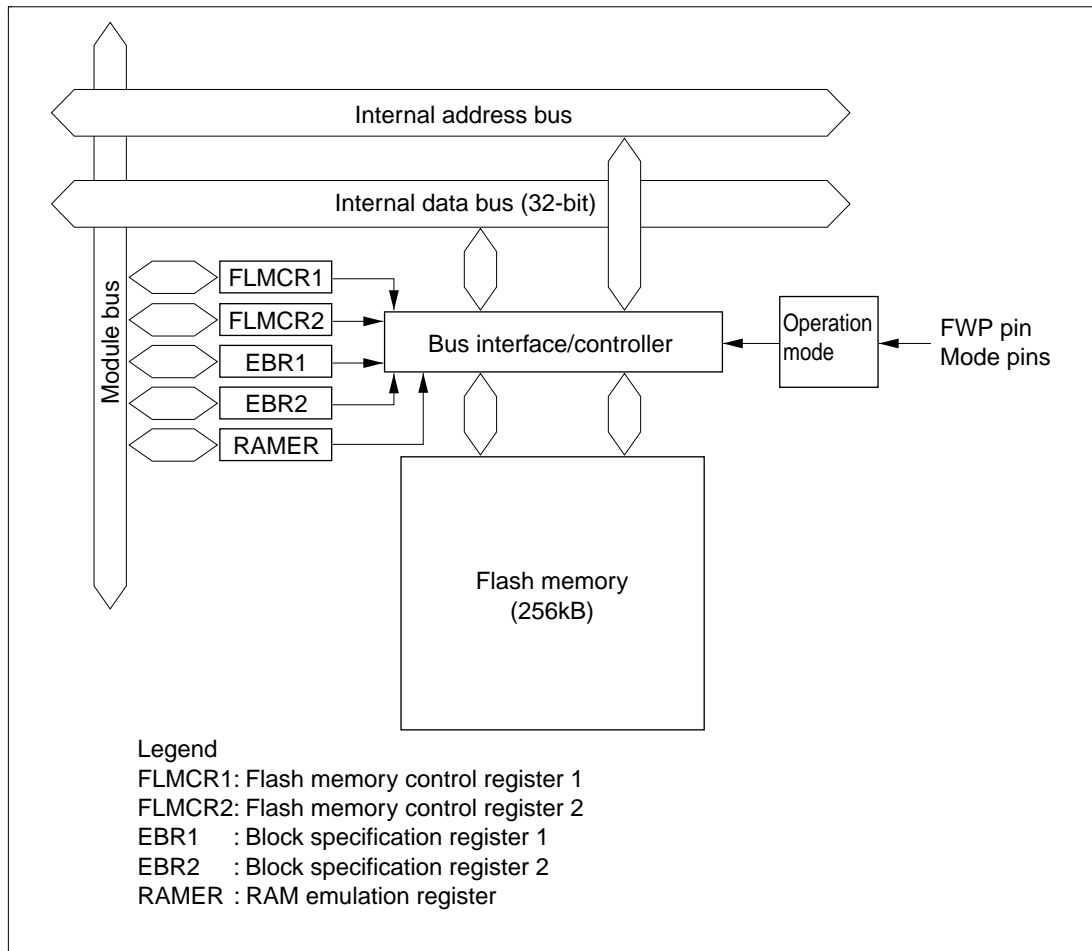 Internal address bus
Internal data bus (32-bit)
Module bus
FLMCR1
FLMCR2
EBR1
EBR2
RAMER
Bus interface/controller
Operation
mode
FWP pin
Mode pins
Flash memory
(256kB)
Legend
FLMCR1: Flash memory control register 1
FLMCR2: Flash memory control register 2
EBR1 : Block specification register 1
EBR2 : Block specification register 2
RAMER : RAM emulation register